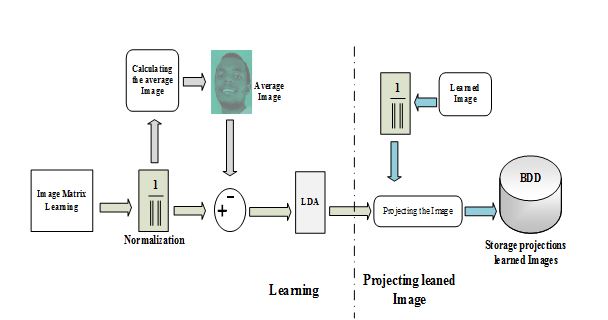 Calculating
the average
Image
Average
Image
1
||
Learned
Image
Image Matrix
Learning
1
||
Normalization
+
-
LDA
Projecting the Image
BDD
Storage projections
learned Images
Learning
Projecting leaned
Image